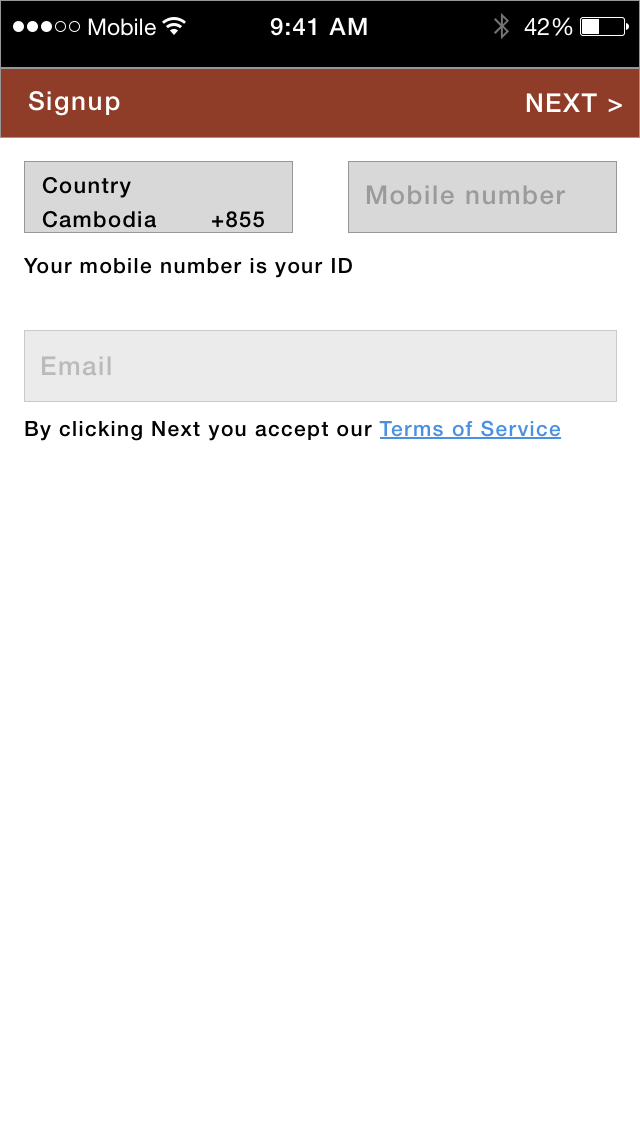 Mobile 9:41 AM 42%
Signup NEXT >
Country
Cambodia +855
Mobile number
Your mobile number is your ID
Email
By clicking Next you accept our Terms of Service